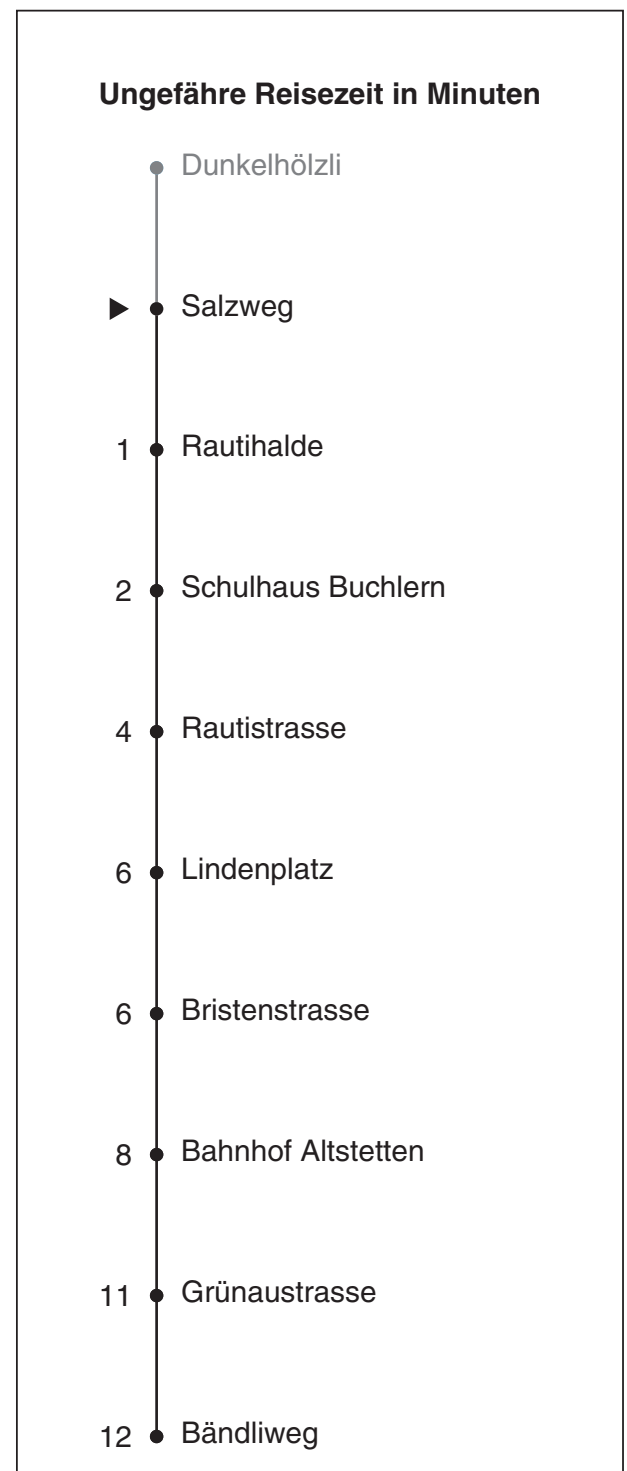 Ungefähre Reisezeit in Minuten
Dunkelhölzli
Salzweg
1 Rautihalde
2 Schulhaus Buchlern
4 Rautistrasse
6 Lindenplatz
6 Bristenstrasse
8 Bahnhof Altstetten
11 Grünaustrasse
12 Bändliweg